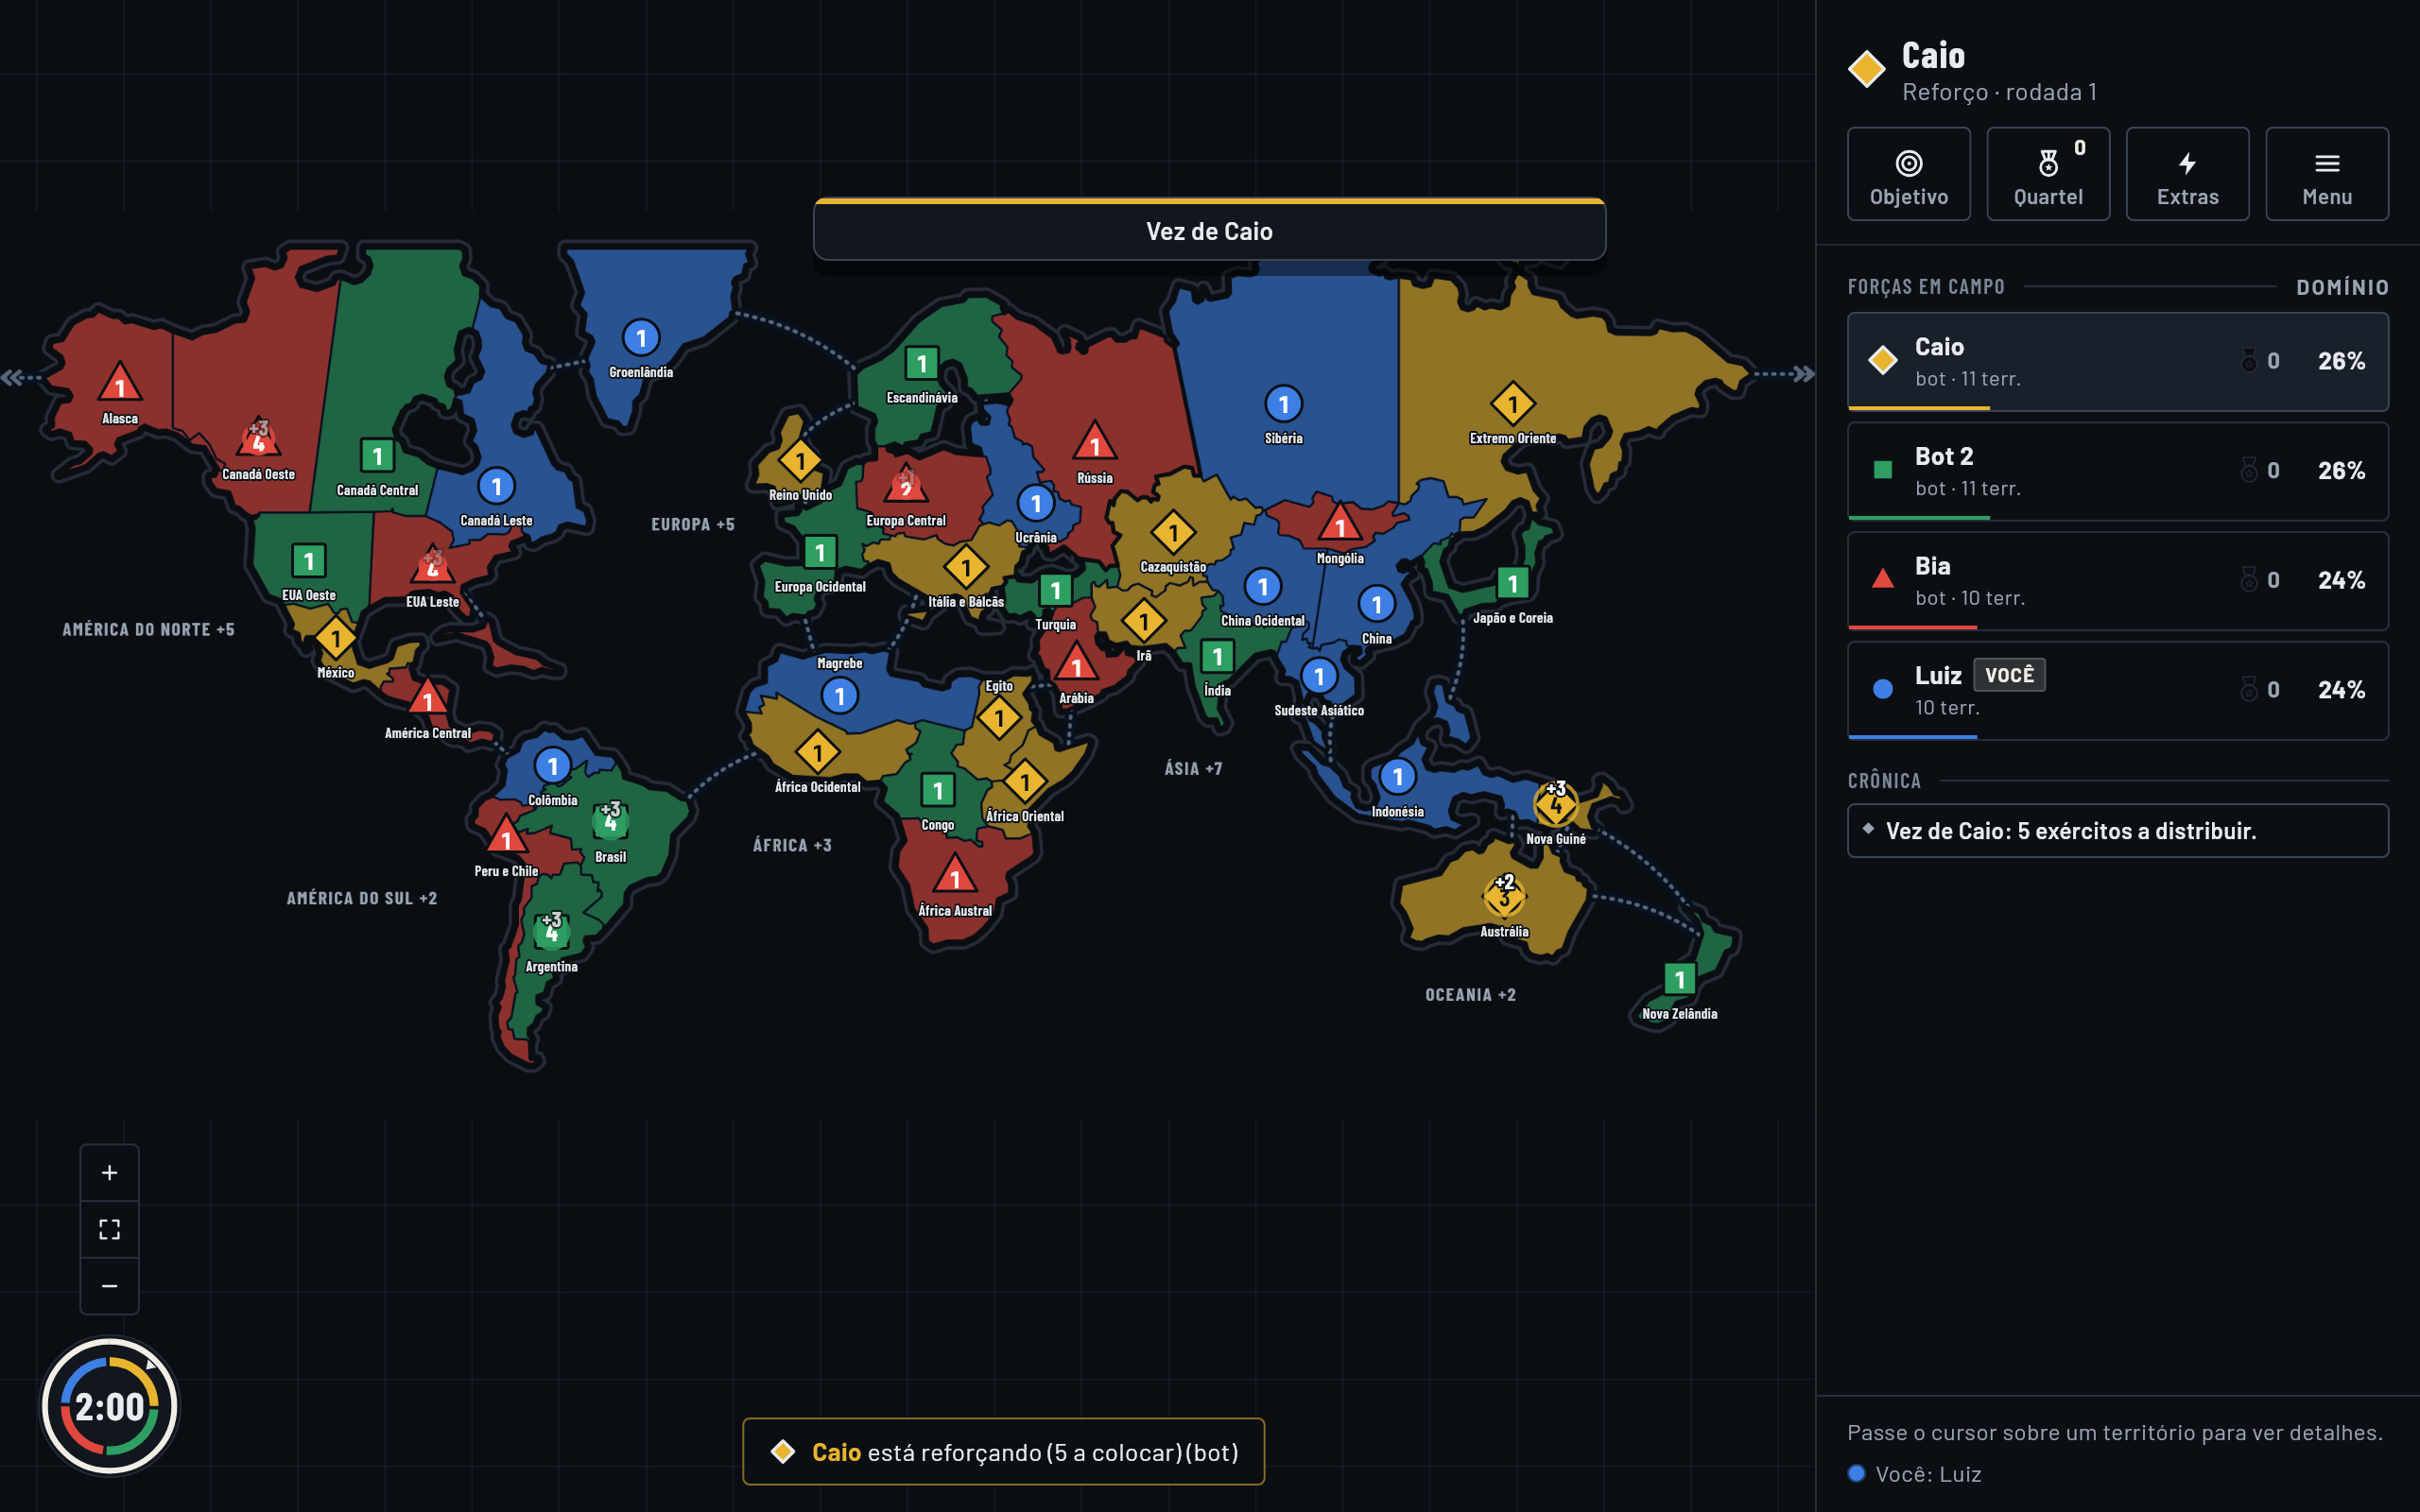 Vez de Caio
1
Groenlândia
1
Escandinávia
1
Sibéria
1
Extremo Oriente
1
Alasca
+3
4
Canadá Oeste
1
Canadá Central
1
Canadá Leste
1
Reino Unido
Europa Central
1
Rússia
1
Ucrânia
EUROPA +5
1
Cazaquistão
1
Mongólia
1
EUA Oeste
+3
4
EUA Leste
1
Europa Ocidental
1
Itália e Bálcãs
1
Turquia
1
China Ocidental
1
China
1
Japão e Coreia
AMÉRICA DO NORTE +5
1
México
1
Irã
1
Índia
1
Arábia
1
Sudeste Asiático
Magrebe
1
Egito
1
1
América Central
1
África Ocidental
1
Congo
1
África Oriental
ÁSIA +7
1
Colômbia
+3
4
Brasil
1
Peru e Chile
ÁFRICA +3
1
Indonésia
+3
4
Nova Guiné
AMÉRICA DO SUL +2
+3
4
Argentina
1
África Austral
+2
3
Austrália
OCEANIA +2
1
Nova Zelândia
+
−
2:00
Caio está reforçando (5 a colocar) (bot)
Caio
Reforço · rodada 1
Objetivo
0
Quartel
Extras
Menu
FORÇAS EM CAMPO
DOMÍNIO
Caio
bot · 11 terr.
0
26%
Bot 2
bot · 11 terr.
0
26%
Bia
bot · 10 terr.
0
24%
Luiz VOCÊ
10 terr.
0
24%
CRÔNICA
Vez de Caio: 5 exércitos a distribuir.
Passe o cursor sobre um território para ver detalhes.
Você: Luiz